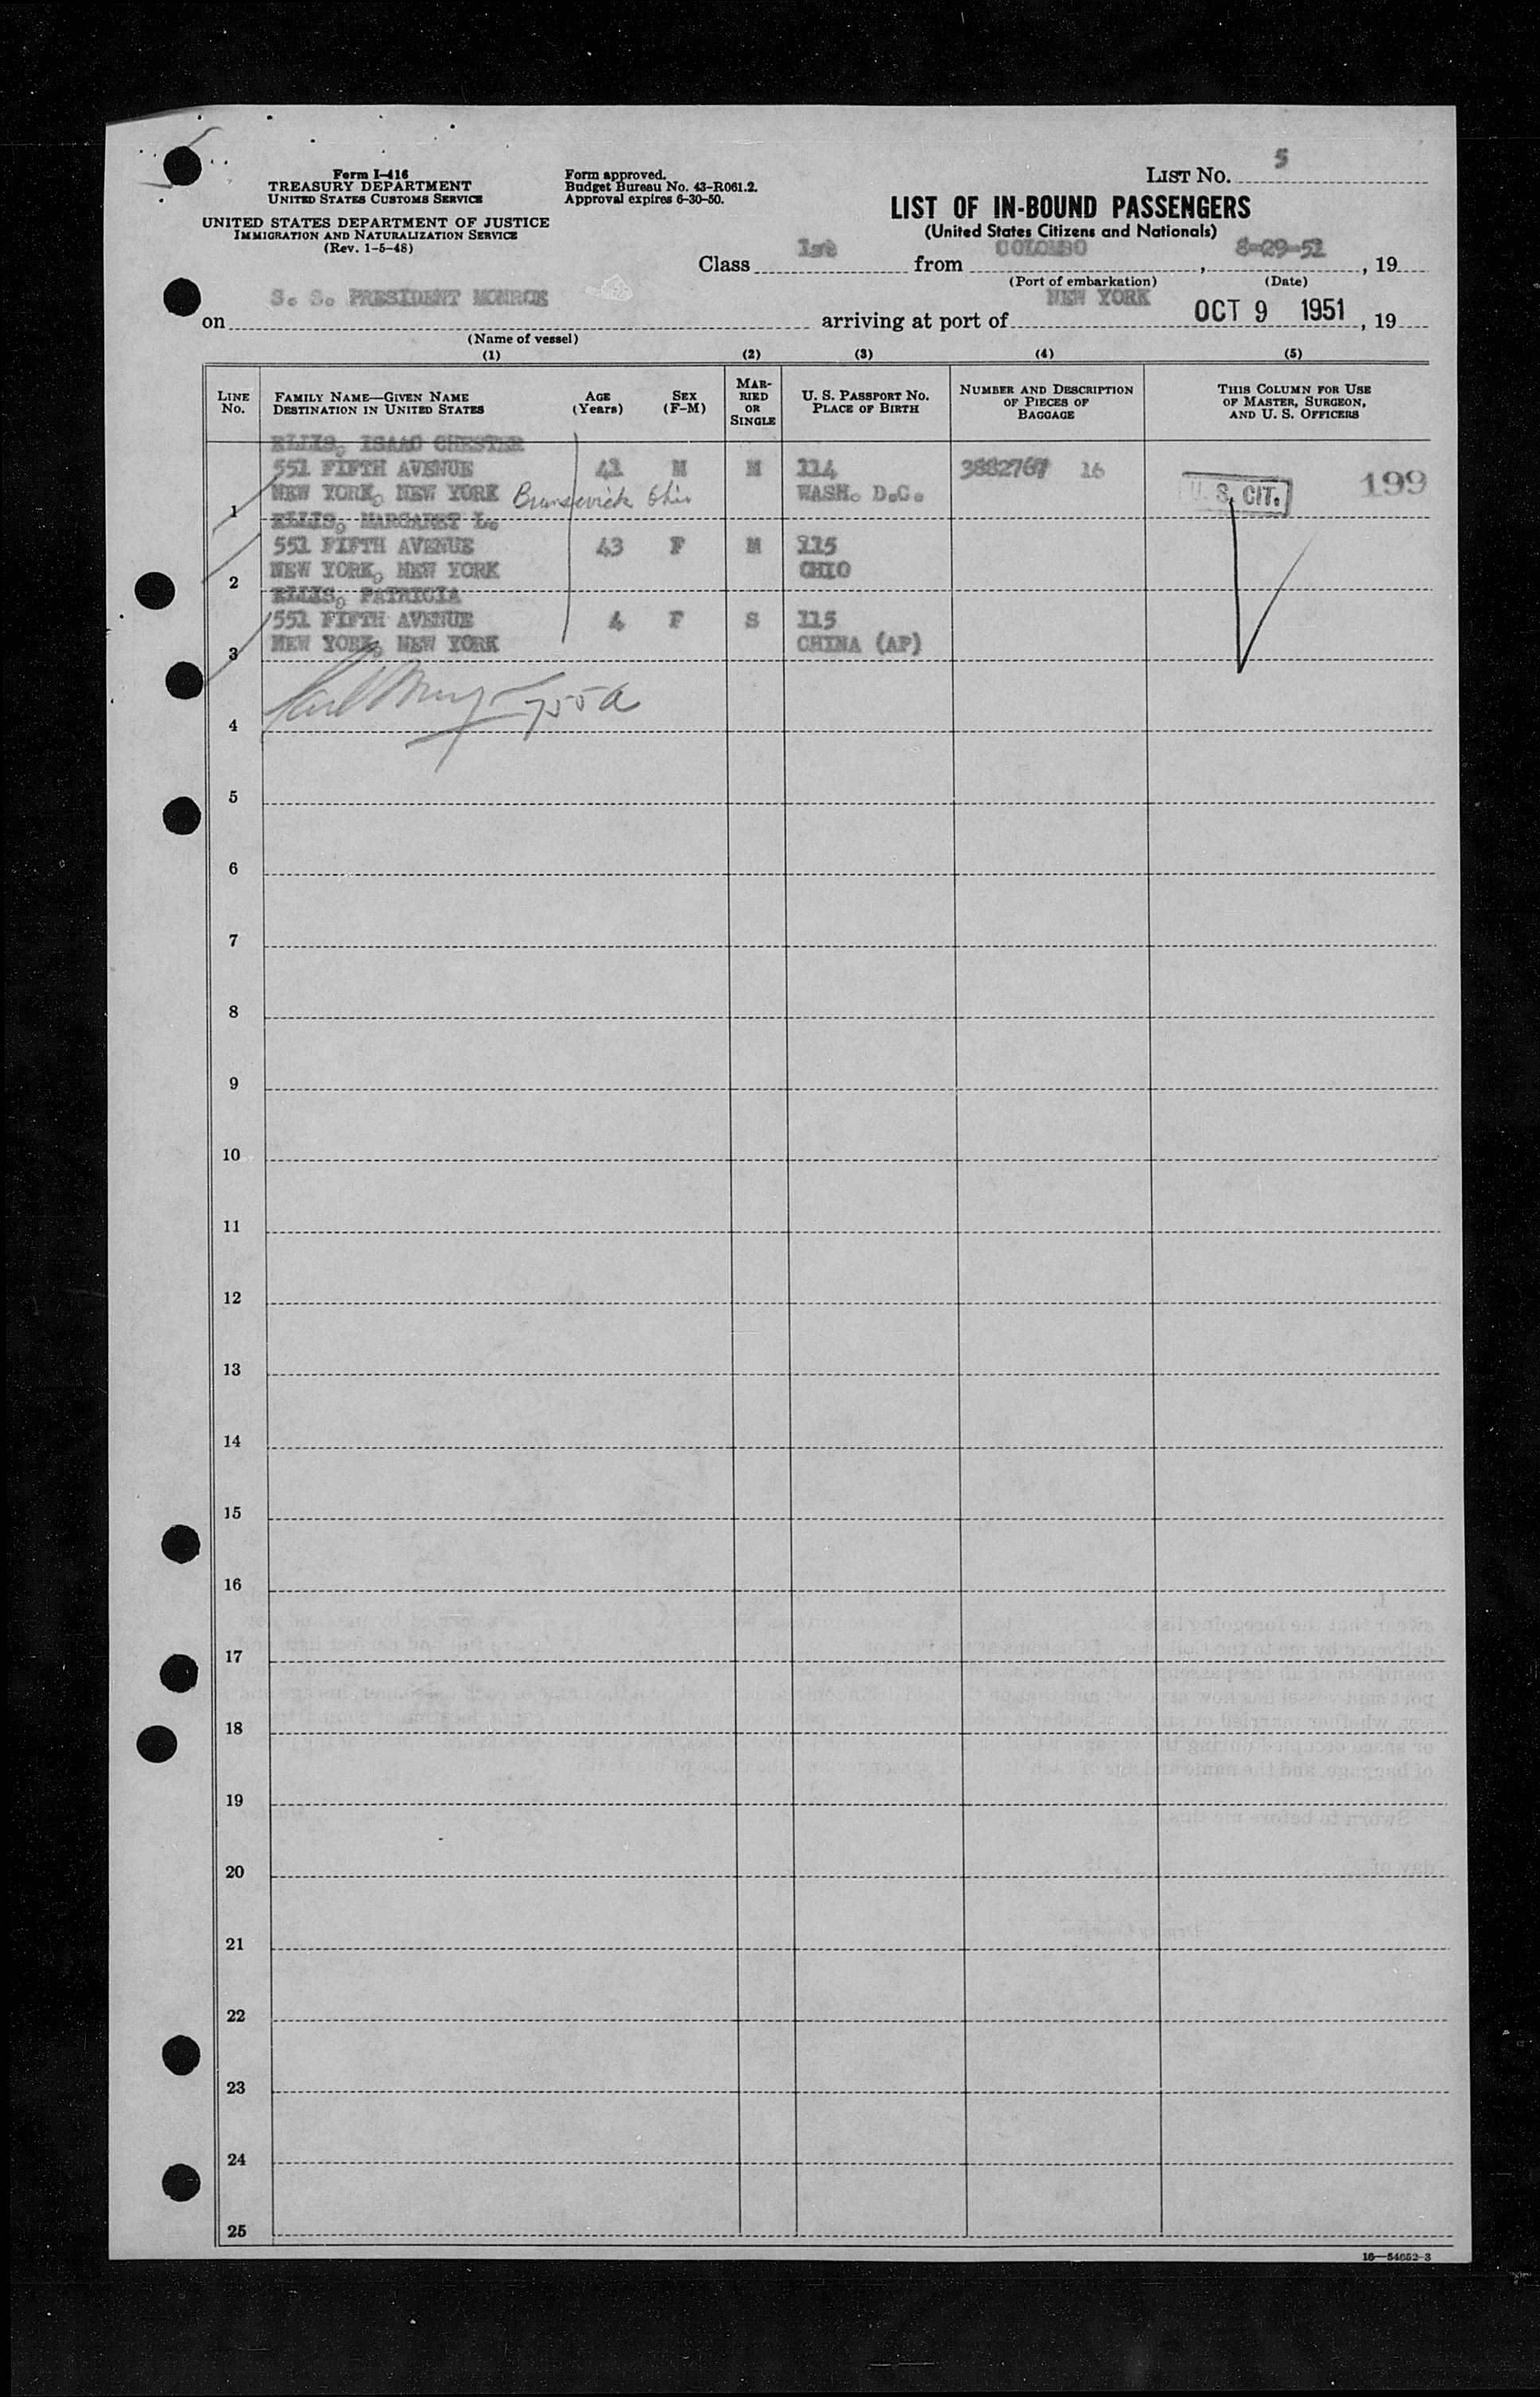 LIST NO. 5
Form I-416
TREASURY DEPARTMENT
UNITED STATES CUSTOMS SERVICE
UNITED STATES DEPARTMENT OF JUSTICE
IMMIGRATION AND NATURALIZATION SERVICE
(Rev. 1-5-48)
Form approved.
Budget Bureau No. 43-R061.2.
Approval expires 6-30-50.
LIST OF IN-BOUND PASSENGERS
(United States Citizens and Nationals)
Class 1st from COLOMBO, 8-29-51, 19
(Port of embarkation) (Date)
on S. S. PRESIDENT MONROE arriving at port of NEW YORK OCT 9 1951, 19
(Name of vessel)
(1) (2) (3) (4) (5)
LINE No.
FAMILY NAME—GIVEN NAME
DESTINATION IN UNITED STATES
AGE (Years)
SEX (F-M)
MARRIED OR SINGLE
U. S. PASSPORT NO.
PLACE OF BIRTH
NUMBER AND DESCRIPTION OF PIECES OF BAGGAGE
THIS COLUMN FOR USE OF MASTER, SURGEON, AND U. S. OFFICERS
ELLIS, ISAAC CHESTER
551 FIFTH AVENUE 41 M M 114 3882767 16 U. S. CIT. 199
NEW YORK, NEW YORK Brunswick Ohio WASH. D.C.
1
ELLIS, MARGARET L.
551 FIFTH AVENUE 43 F M 115
NEW YORK, NEW YORK OHIO
2
ELLIS, PATRICIA
551 FIFTH AVENUE 4 F S 115
NEW YORK, NEW YORK CHINA (AP)
3
4
5
6
7
8
9
10
11
12
13
14
15
16
17
18
19
20
21
22
23
24
25
16—54652-3